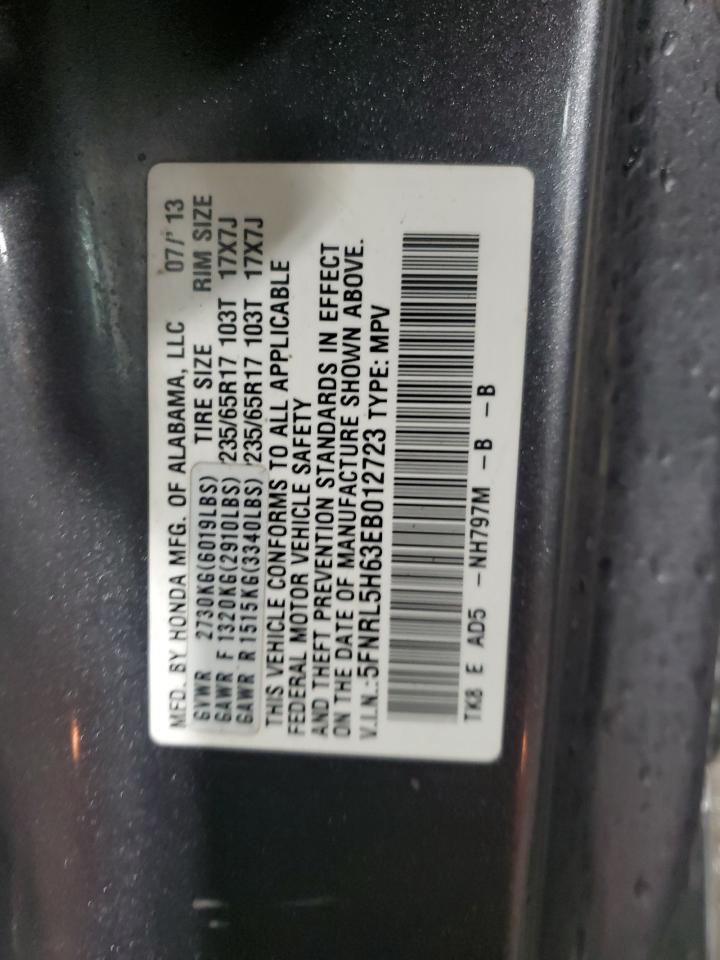 MFD. BY HONDA MFG. OF ALABAMA, LLC 07/'13
GVWR 2730KG(6019LBS) TIRE SIZE RIM SIZE
GAWR F 1320KG(2910LBS) 235/65R17 103T 17X7J
GAWR R 1515KG(3340LBS) 235/65R17 103T 17X7J
THIS VEHICLE CONFORMS TO ALL APPLICABLE
FEDERAL MOTOR VEHICLE SAFETY
AND THEFT PREVENTION STANDARDS IN EFFECT
ON THE DATE OF MANUFACTURE SHOWN ABOVE.
V.I.N.:5FNRL5H63EB012723 TYPE: MPV
TK8 E AD5 -NH797M -B -B